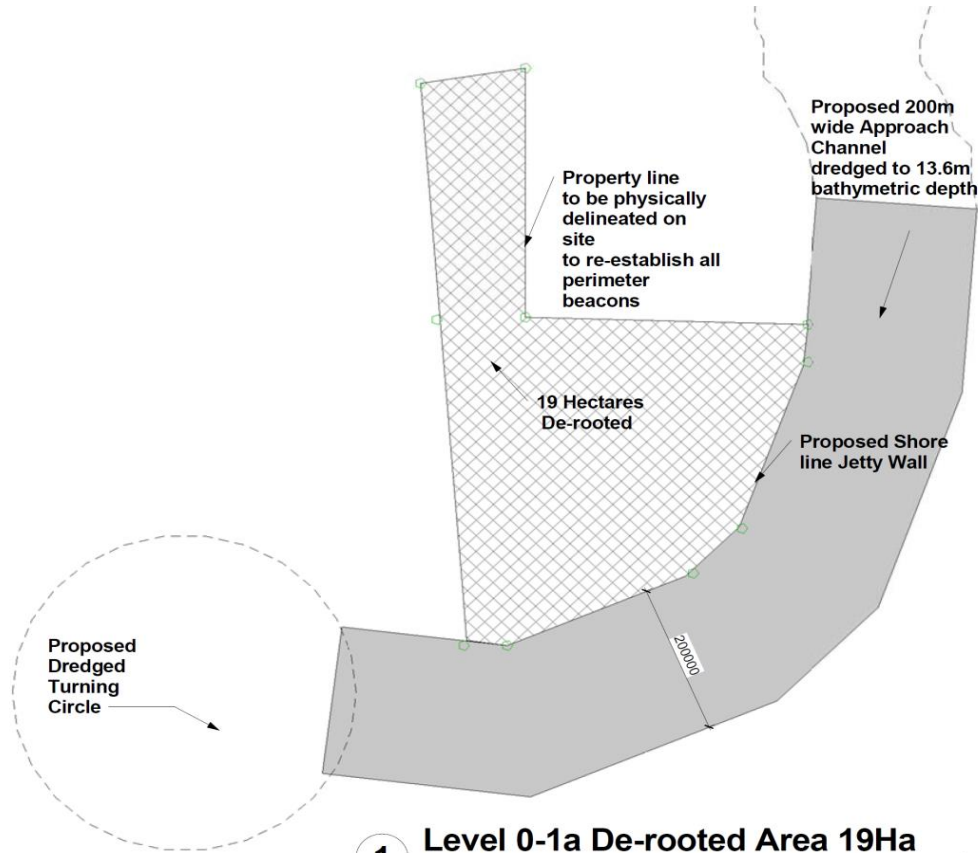 Proposed 200m
wide Approach
Channel
dredged to 13.6m
bathymetric depth
Property line
to be physically
delineated on
site
to re-establish all
perimeter
beacons
19 Hectares
De-rooted
Proposed Shore
line Jetty Wall
200000
Proposed
Dredged
Turning
Circle
1
Level 0-1a De-rooted Area 19Ha